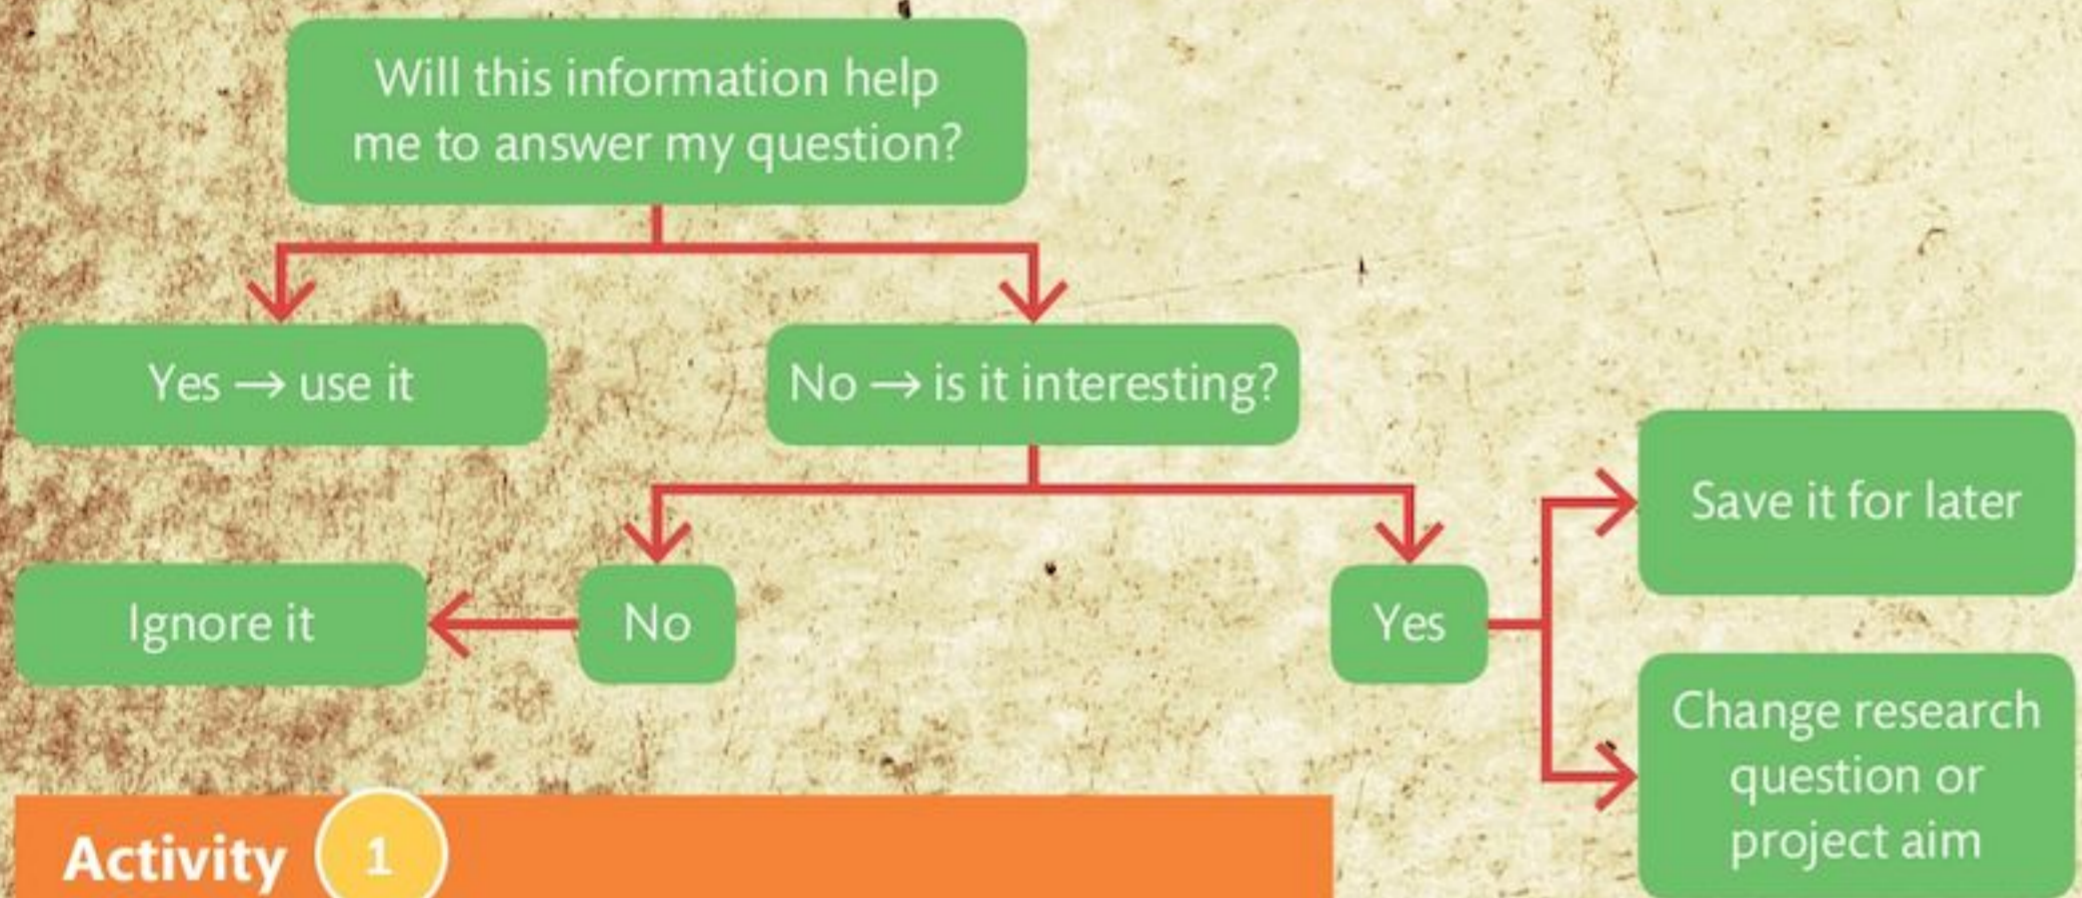 Will this information help
me to answer my question?
Yes → use it
No → is it interesting?
Save it for later
Ignore it
No
Yes
Change research
question or
project aim
Activity 1